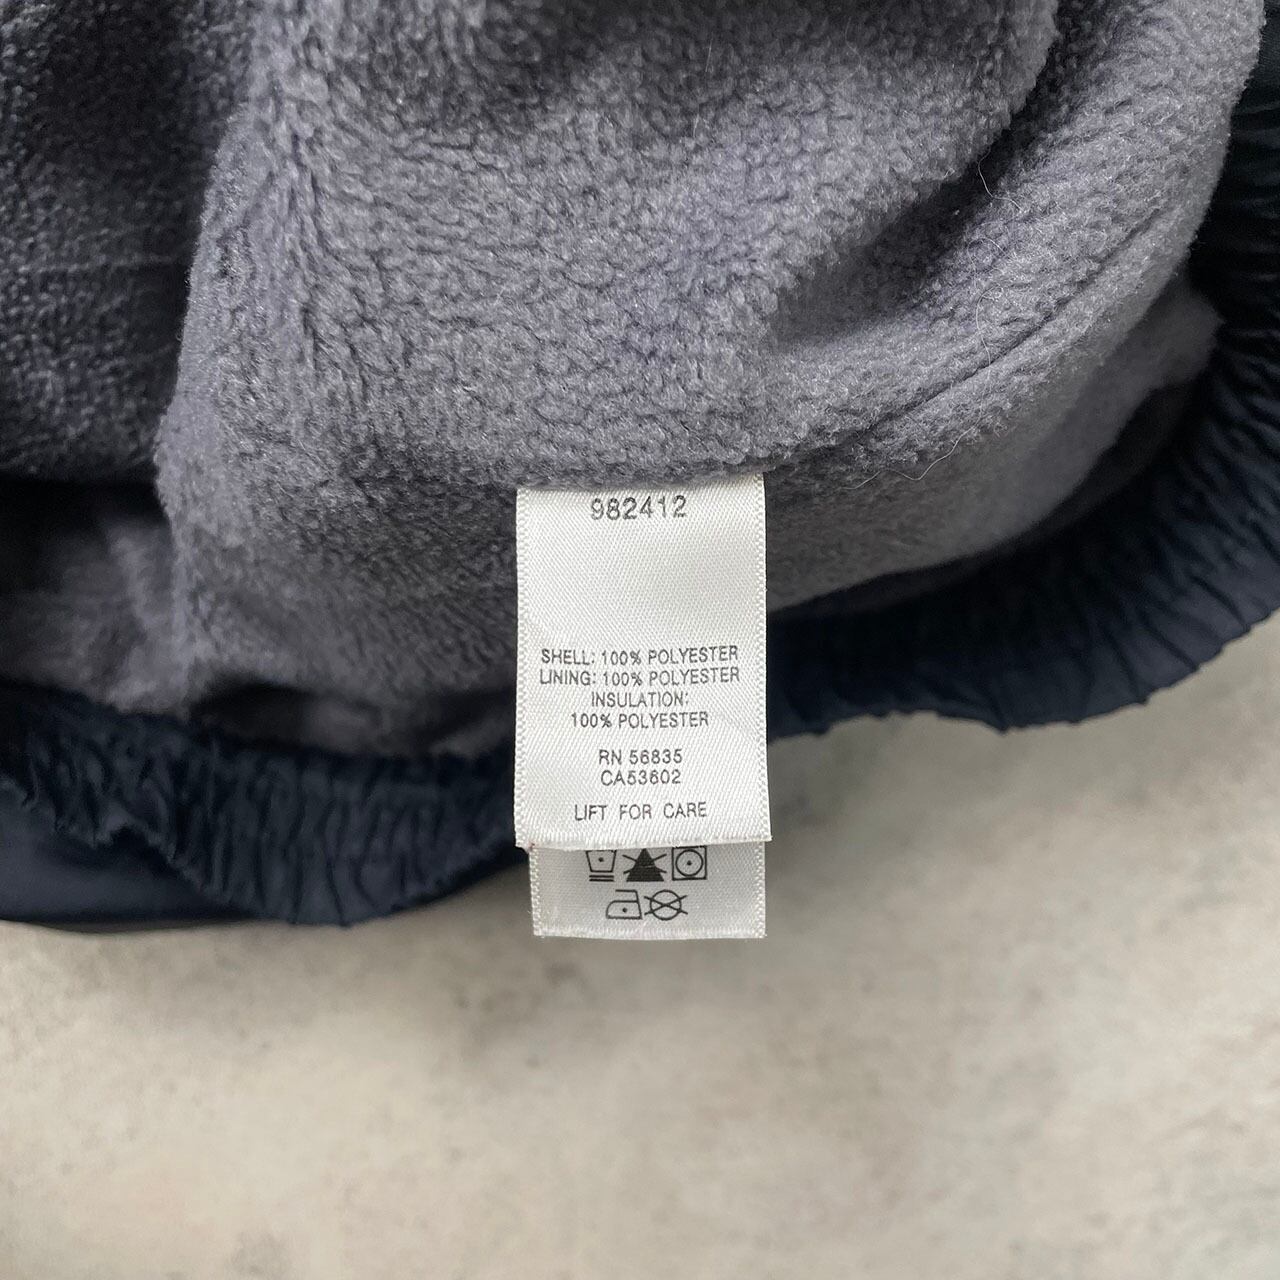 982412
SHELL: 100% POLYESTER
LINING: 100% POLYESTER
INSULATION:
100% POLYESTER
RN 56835
CA53602
LIFT FOR CARE